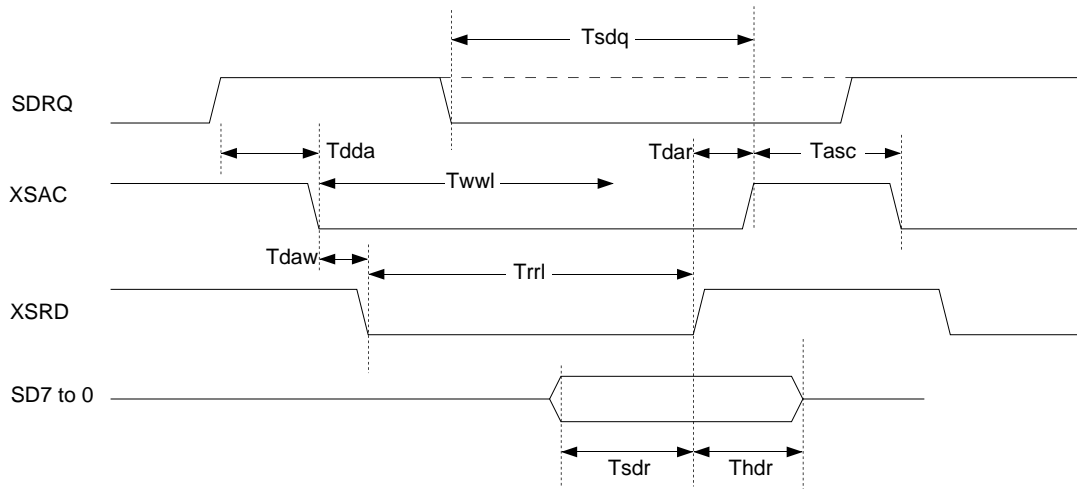 Tsdq
SDRQ
Tdda
Tdar
Tasc
XSAC
Twwl
Tdaw
Trrl
XSRD
SD7 to 0
Tsdr
Thdr